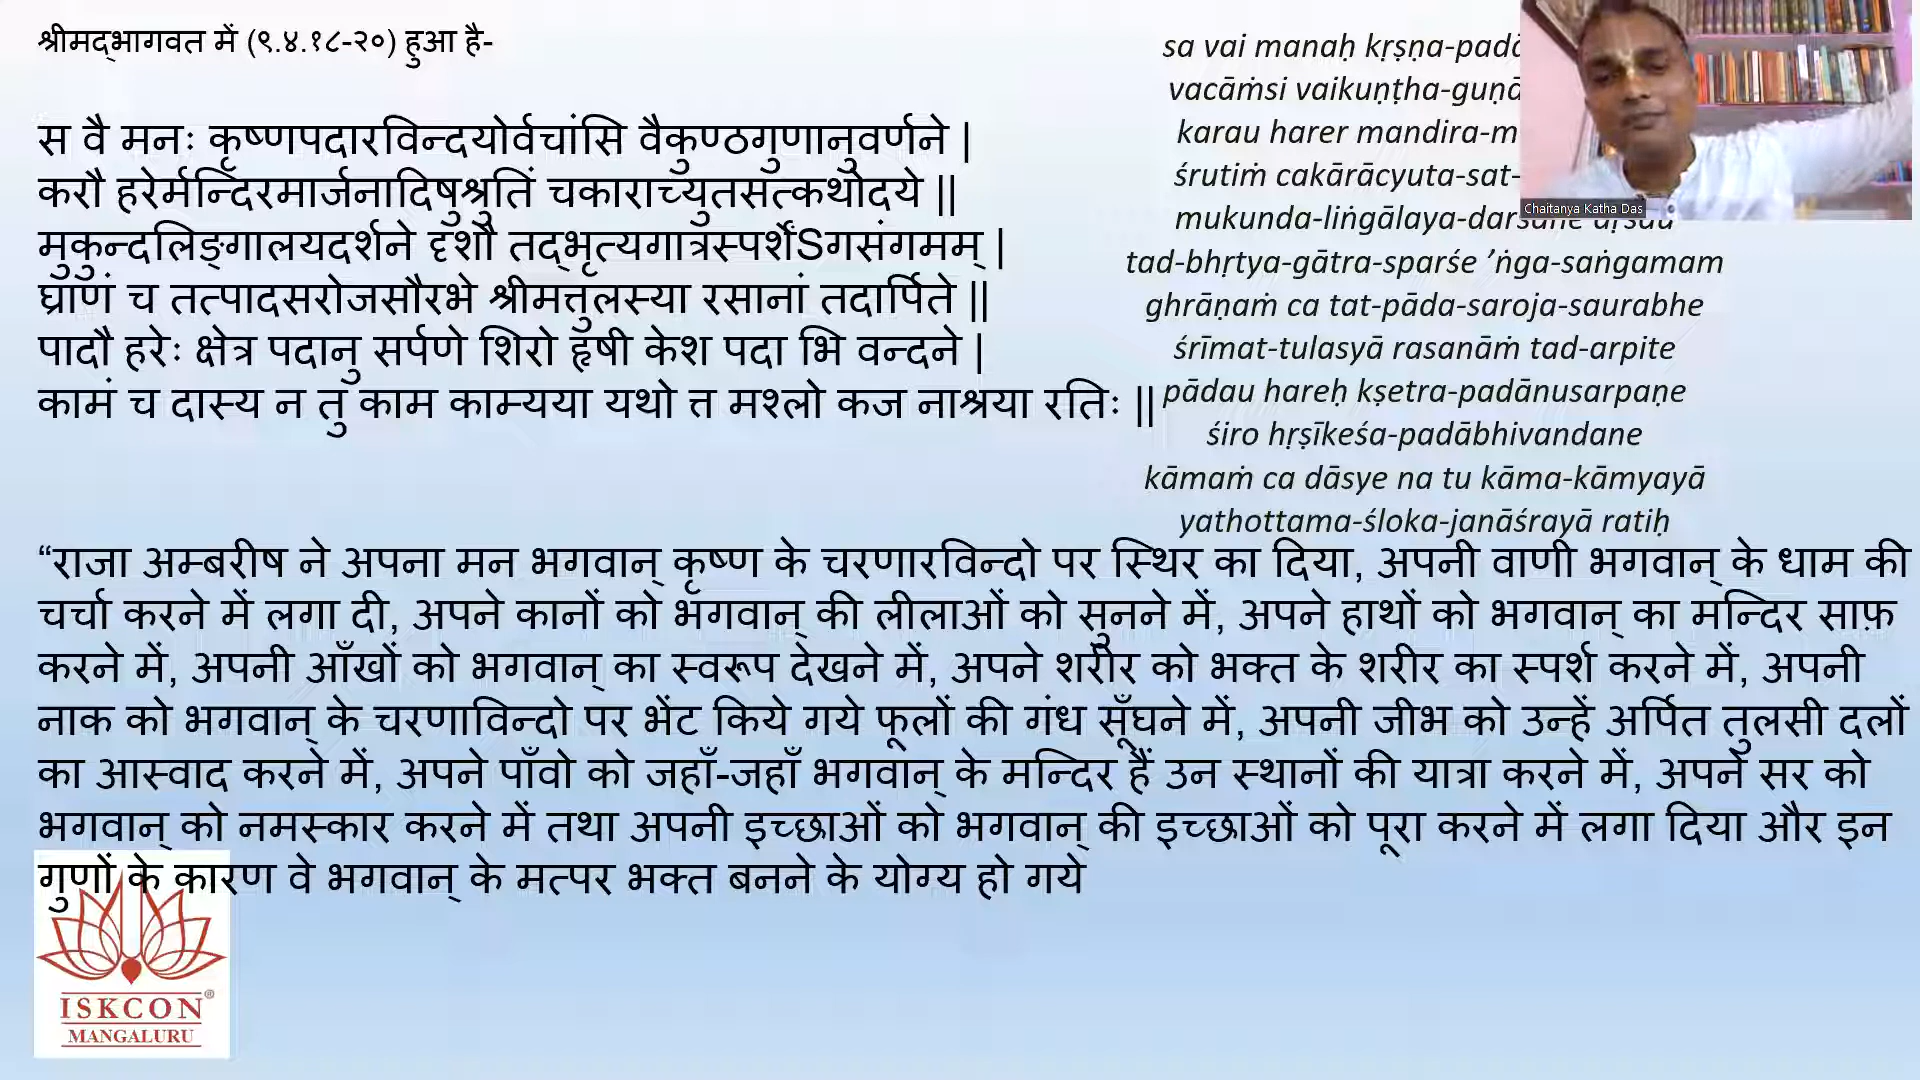 श्रीमद्भागवत में (९.४.१८-२०) हुआ है-
स वै मनः कृष्णपदारविन्दयोर्वचांसि वैकुण्ठगुणानुवर्णने |
करौ हरेर्मन्दिरमार्जनादिषुश्रुतिं चकाराच्युतसत्कथोदये ||
मुकुन्दलिङ्गालयदर्शने दृशौ तद्भृत्यगात्रस्पर्शेंSगसंगमम् |
घ्राणं च तत्पादसरोजसौरभे श्रीमत्तुलस्या रसानां तदार्पिते ||
पादौ हरेः क्षेत्र पदानु सर्पणे शिरो हृषी केश पदा भि वन्दने |
कामं च दास्य न तु काम काम्यया यथो त्त मश्लो कज नाश्रया रतिः ||
sa vai manaḥ kṛṣṇa-
vacāṁsi vaikuṇṭha-
karau harer mandira-
śrutiṁ cakārācyuta-sat-
mukunda-liṅgālaya-darśane dṛśau
tad-bhṛtya-gātra-sparśe ’ṅga-saṅgamam
ghrāṇaṁ ca tat-pāda-saroja-saurabhe
śrīmat-tulasyā rasanāṁ tad-arpite
pādau hareḥ kṣetra-padānusarpaṇe
śiro hṛṣīkeśa-padābhivandane
kāmaṁ ca dāsye na tu kāma-kāmyayā
yathottama-śloka-janāśrayā ratiḥ
Chaitanya Katha Das
“राजा अम्बरीष ने अपना मन भगवान् कृष्ण के चरणारविन्दो पर स्थिर का दिया, अपनी वाणी भगवान् के धाम की
चर्चा करने में लगा दी, अपने कानों को भगवान् की लीलाओं को सुनने में, अपने हाथों को भगवान् का मन्दिर साफ़
करने में, अपनी आँखों को भगवान् का स्वरूप देखने में, अपने शरीर को भक्त के शरीर का स्पर्श करने में, अपनी
नाक को भगवान् के चरणाविन्दो पर भेंट किये गये फूलों की गंध सूँघने में, अपनी जीभ को उन्हें अर्पित तुलसी दलों
का आस्वाद करने में, अपने पाँवो को जहाँ-जहाँ भगवान् के मन्दिर हैं उन स्थानों की यात्रा करने में, अपने सर को
भगवान् को नमस्कार करने में तथा अपनी इच्छाओं को भगवान् की इच्छाओं को पूरा करने में लगा दिया और इन
गुणों के कारण वे भगवान् के मत्पर भक्त बनने के योग्य हो गये
ISKCON®
MANGALURU